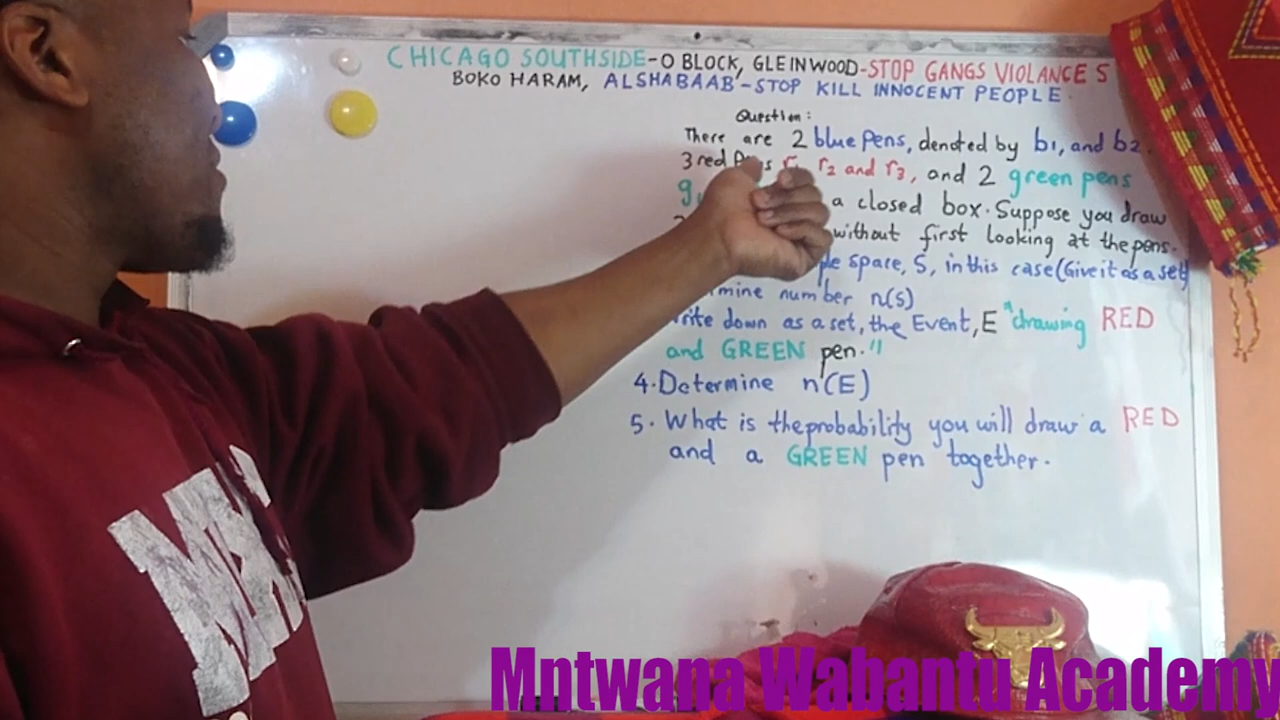 CHICAGO SOUTHSIDE-O BLOCK, GLEINWOOD-STOP GANGS VIOLANCE S
BOKO HARAM, ALSHABAAB-STOP KILL INNOCENT PEOPLE.
Question:
There are 2 blue pens, denoted by b1, and b2.
3 red r2 and r3, and 2 green pens
a closed box. Suppose you draw
without first looking at the pens.
space, S, in this case (Give it as a set)
number n(s)
down as a set, the Event, E "drawing RED
and GREEN pen."
4. Determine n(E)
5. What is the probability you will draw a RED
and a GREEN pen together.
Mntwana Wabantu Academy